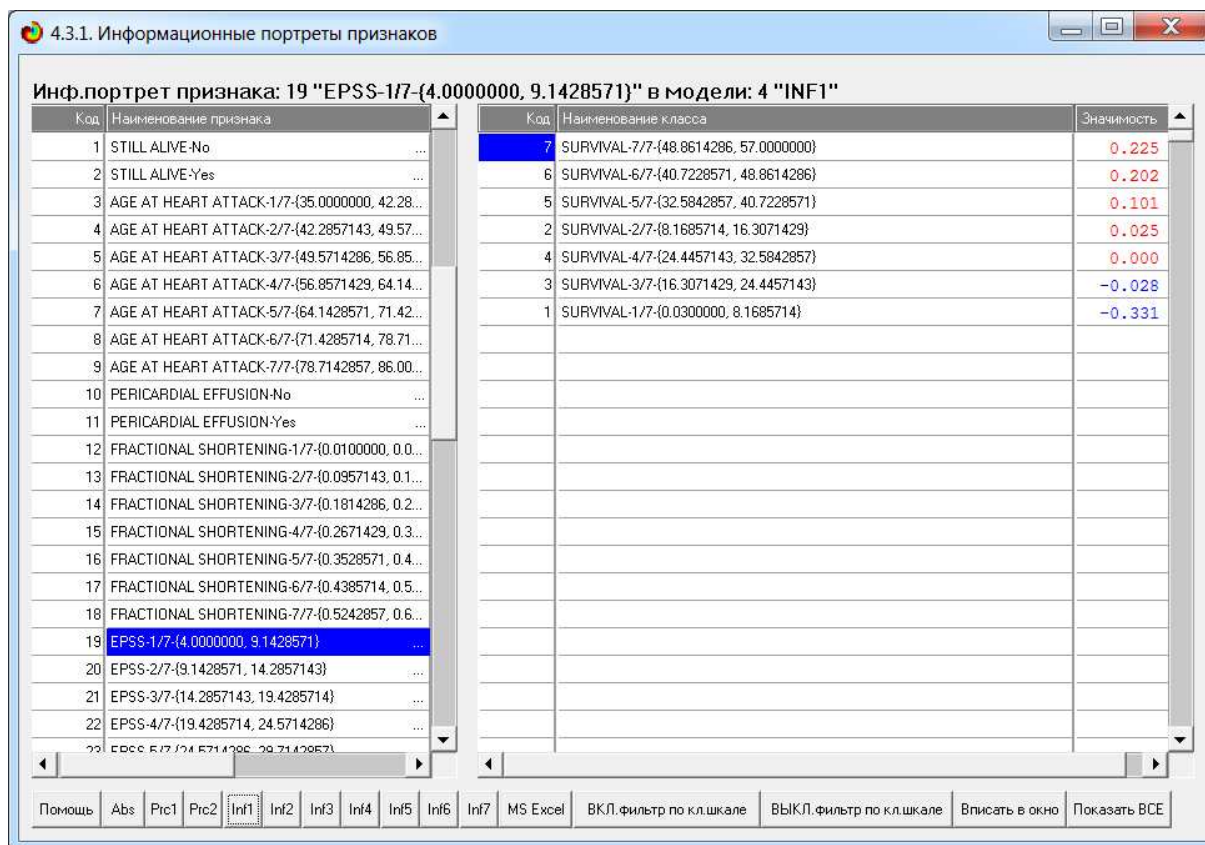 4.3.1. Информационные портреты признаков
Инф.портрет признака: 19 "EPSS-1/7-{4.0000000, 9.1428571}" в модели: 4 "INF1"
Код Наименование признака
1 STILL ALIVE-No ...
2 STILL ALIVE-Yes ...
3 AGE AT HEART ATTACK-1/7-{35.0000000, 42.28...
4 AGE AT HEART ATTACK-2/7-{42.2857143, 49.57...
5 AGE AT HEART ATTACK-3/7-{49.5714286, 56.85...
6 AGE AT HEART ATTACK-4/7-{56.8571429, 64.14...
7 AGE AT HEART ATTACK-5/7-{64.1428571, 71.42...
8 AGE AT HEART ATTACK-6/7-{71.4285714, 78.71...
9 AGE AT HEART ATTACK-7/7-{78.7142857, 86.00...
10 PERICARDIAL EFFUSION-No ...
11 PERICARDIAL EFFUSION-Yes ...
12 FRACTIONAL SHORTENING-1/7-{0.0100000, 0.0...
13 FRACTIONAL SHORTENING-2/7-{0.0957143, 0.1...
14 FRACTIONAL SHORTENING-3/7-{0.1814286, 0.2...
15 FRACTIONAL SHORTENING-4/7-{0.2671429, 0.3...
16 FRACTIONAL SHORTENING-5/7-{0.3528571, 0.4...
17 FRACTIONAL SHORTENING-6/7-{0.4385714, 0.5...
18 FRACTIONAL SHORTENING-7/7-{0.5242857, 0.6...
19 EPSS-1/7-{4.0000000, 9.1428571} ...
20 EPSS-2/7-{9.1428571, 14.2857143} ...
21 EPSS-3/7-{14.2857143, 19.4285714} ...
22 EPSS-4/7-{19.4285714, 24.5714286} ...
23 EPSS-5/7-{24.5714286, 29.7142857}
Код Наименование класса Значимость
7 SURVIVAL-7/7-{48.8614286, 57.0000000} 0.225
6 SURVIVAL-6/7-{40.7228571, 48.8614286} 0.202
5 SURVIVAL-5/7-{32.5842857, 40.7228571} 0.101
2 SURVIVAL-2/7-{8.1685714, 16.3071429} 0.025
4 SURVIVAL-4/7-{24.4457143, 32.5842857} 0.000
3 SURVIVAL-3/7-{16.3071429, 24.4457143} -0.028
1 SURVIVAL-1/7-{0.0300000, 8.1685714} -0.331
Помощь Abs Prc1 Prc2 Inf1 Inf2 Inf3 Inf4 Inf5 Inf6 Inf7 MS Excel ВКЛ.фильтр по кл.шкале ВЫКЛ.фильтр по кл.шкале Вписать в окно Показать ВСЕ